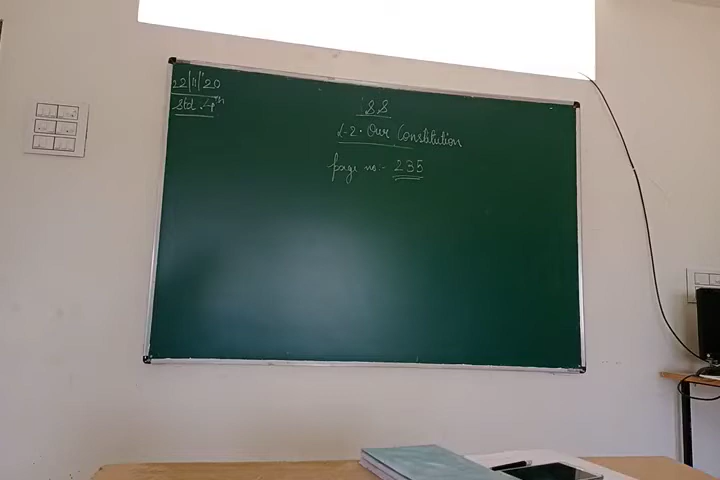 22/11/'20
Std. 4th
S.S
L-2. Our Constitution
page no:- 235